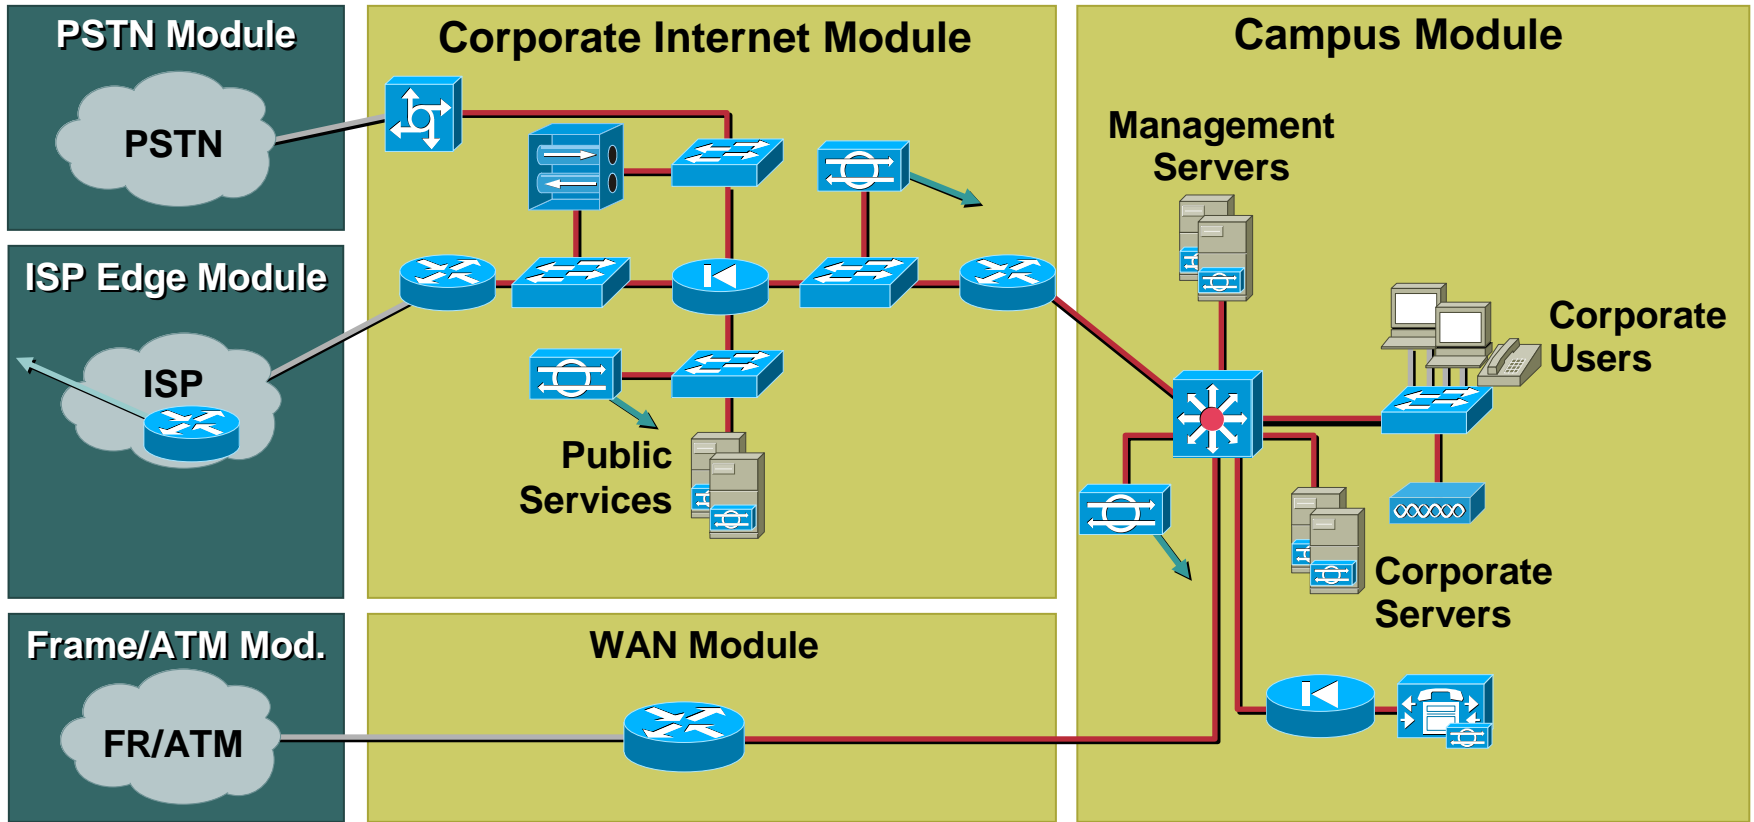 PSTN Module
PSTN
ISP Edge Module
ISP
Frame/ATM Mod.
FR/ATM
Corporate Internet Module
Public
Services
WAN Module
Campus Module
Management
Servers
Corporate
Users
Corporate
Servers